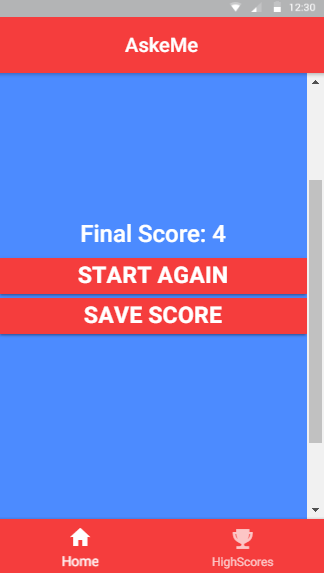 12:30
AskeMe
Final Score: 4
START AGAIN
SAVE SCORE
Home
HighScores